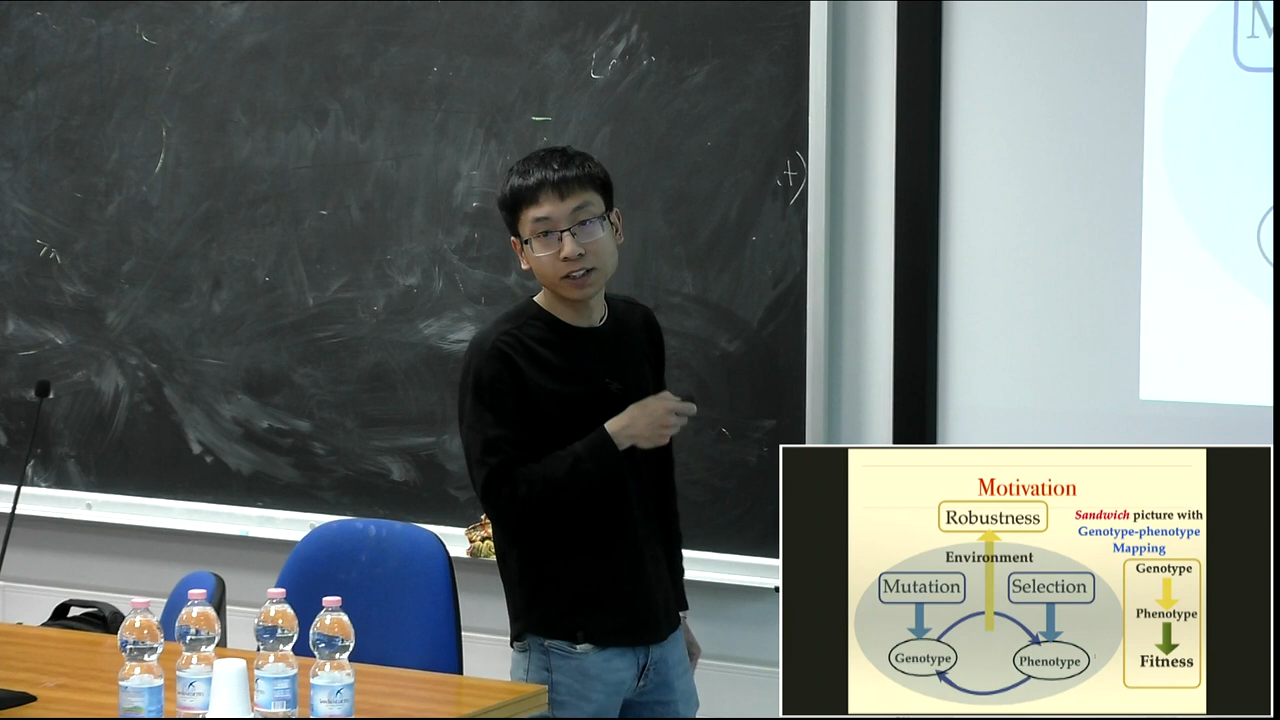 Motivation
Robustness
Sandwich picture with
Genotype-phenotype
Mapping
Environment
Mutation
Selection
Genotype
Phenotype
Genotype
Phenotype
Fitness
M